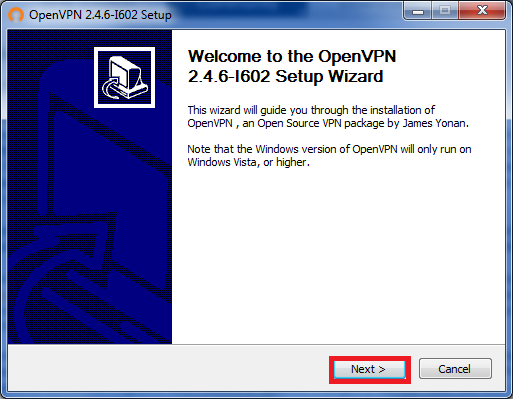 OpenVPN 2.4.6-I602 Setup
Welcome to the OpenVPN
2.4.6-I602 Setup Wizard
This wizard will guide you through the installation of
OpenVPN , an Open Source VPN package by James Yonan.
Note that the Windows version of OpenVPN will only run on
Windows Vista, or higher.
Next >
Cancel